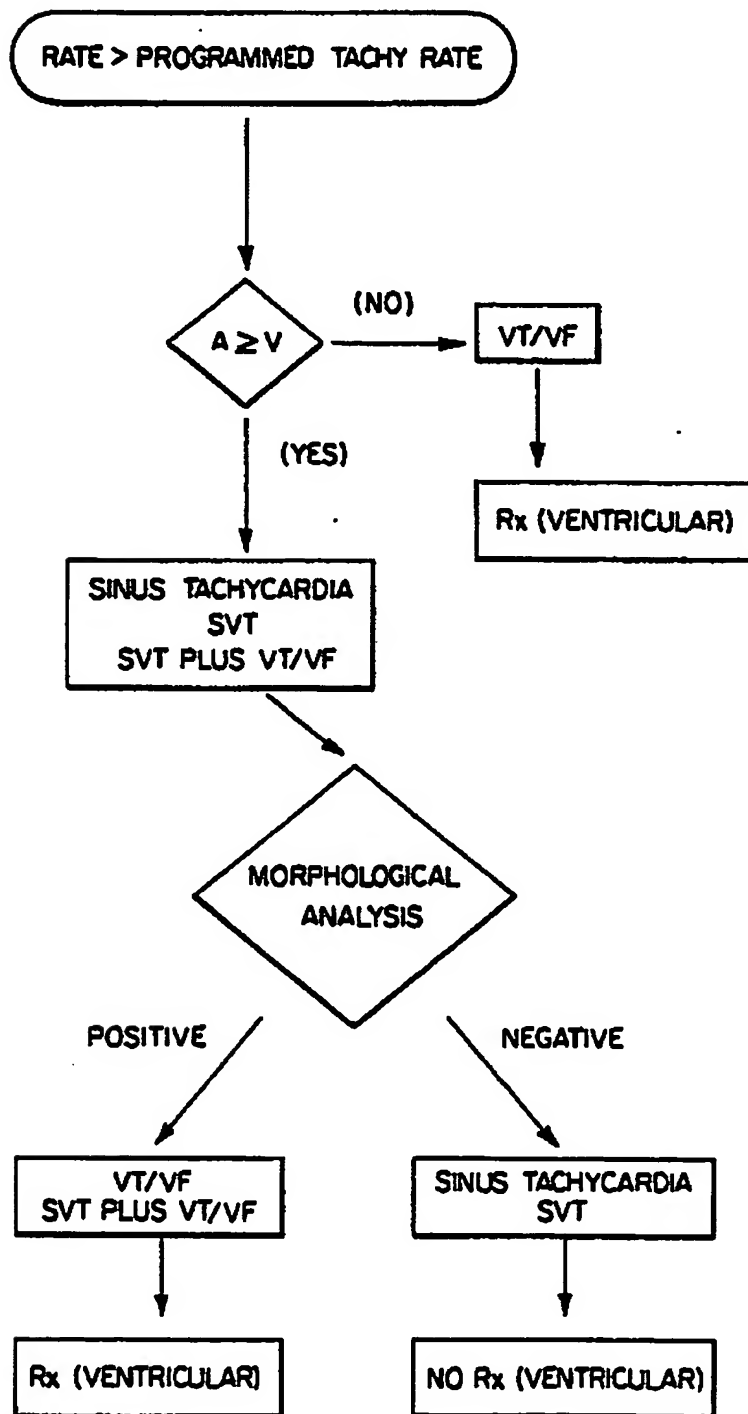 RATE > PROGRAMMED TACHY RATE
A ≥ V
(NO)
VT/VF
(YES)
Rx (VENTRICULAR)
SINUS TACHYCARDIA
SVT
SVT PLUS VT/VF
MORPHOLOGICAL
ANALYSIS
POSITIVE
NEGATIVE
VT/VF
SVT PLUS VT/VF
SINUS TACHYCARDIA
SVT
Rx (VENTRICULAR)
NO Rx (VENTRICULAR)